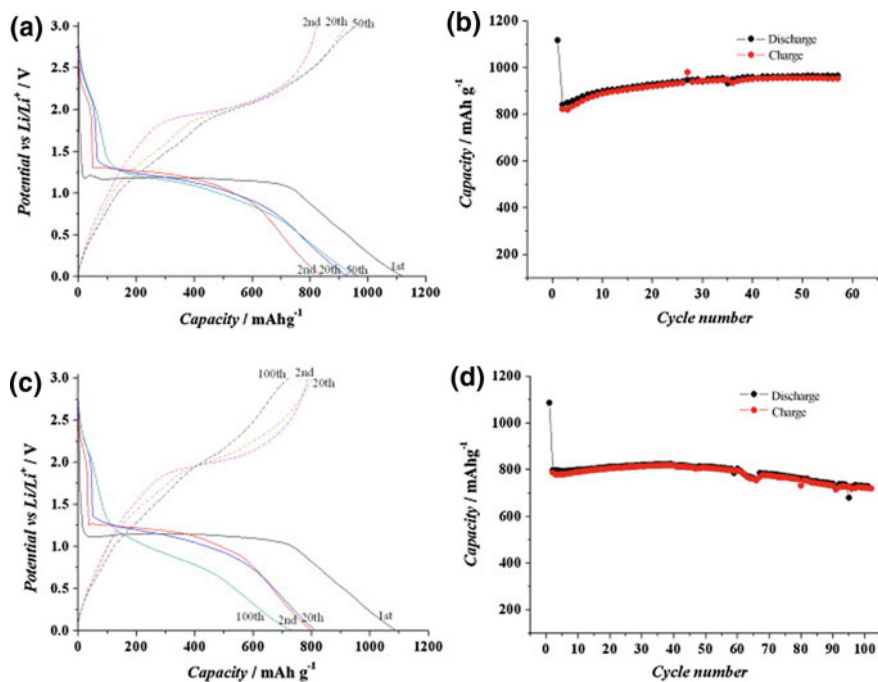 (a)
3.0
2.5
2.0
1.5
1.0
0.5
0.0
Potential vs Li/Li⁺ / V
2nd 20th 50th
2nd 20th 50th 1st
0 200 400 600 800 1000 1200
Capacity / mAhg⁻¹
(b)
1200
1000
800
600
400
200
Capacity / mAh g⁻¹
Discharge
Charge
0 10 20 30 40 50 60
Cycle number
(c)
3.0
2.5
2.0
1.5
1.0
0.5
0.0
Potential vs Li/Li⁺ / V
100th 2nd
20th
100th 2nd 20th 1st
0 200 400 600 800 1000 1200
Capacity / mAh g⁻¹
(d)
1200
1000
800
600
400
200
Capacity / mAhg⁻¹
Discharge
Charge
0 10 20 30 40 50 60 70 80 90 100
Cycle number